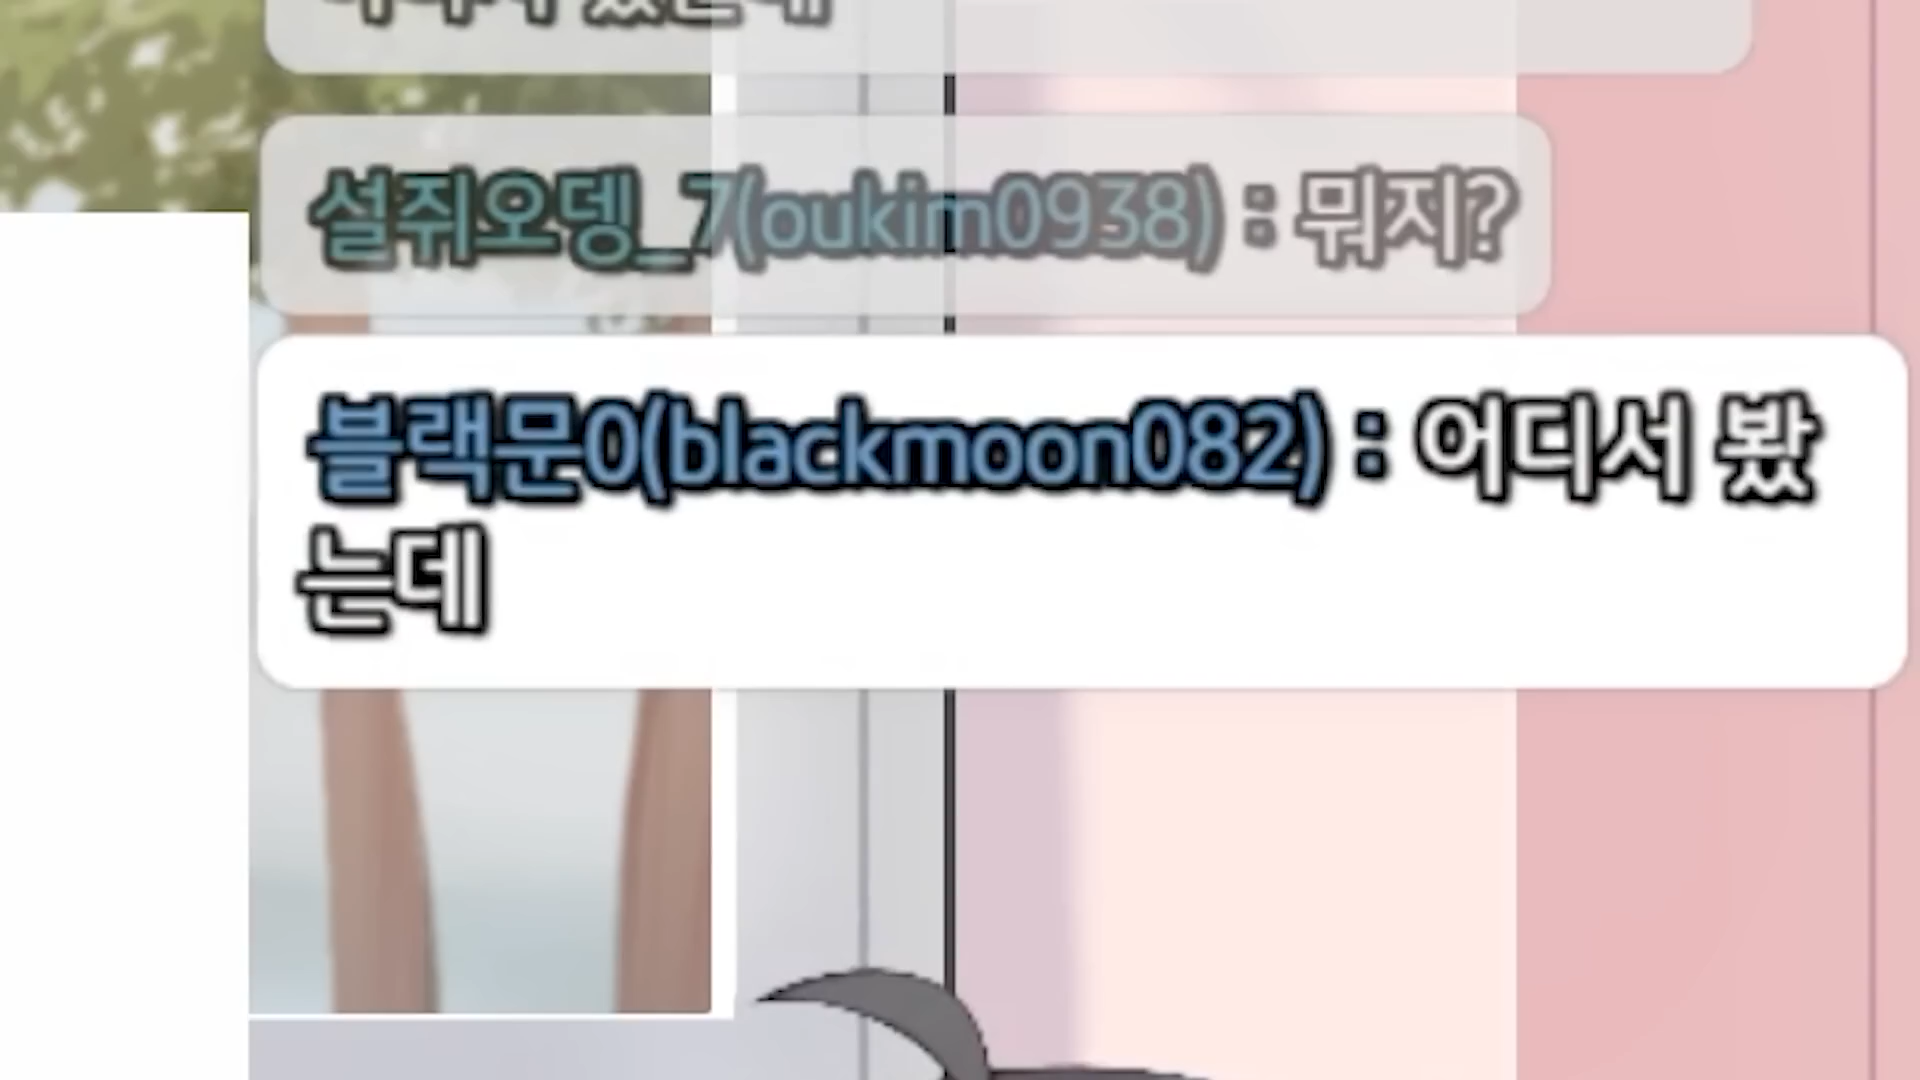 설쥐오뎅_7(oukim0938) : 뭐지?
블랙문0(blackmoon082) : 어디서 봤
는데